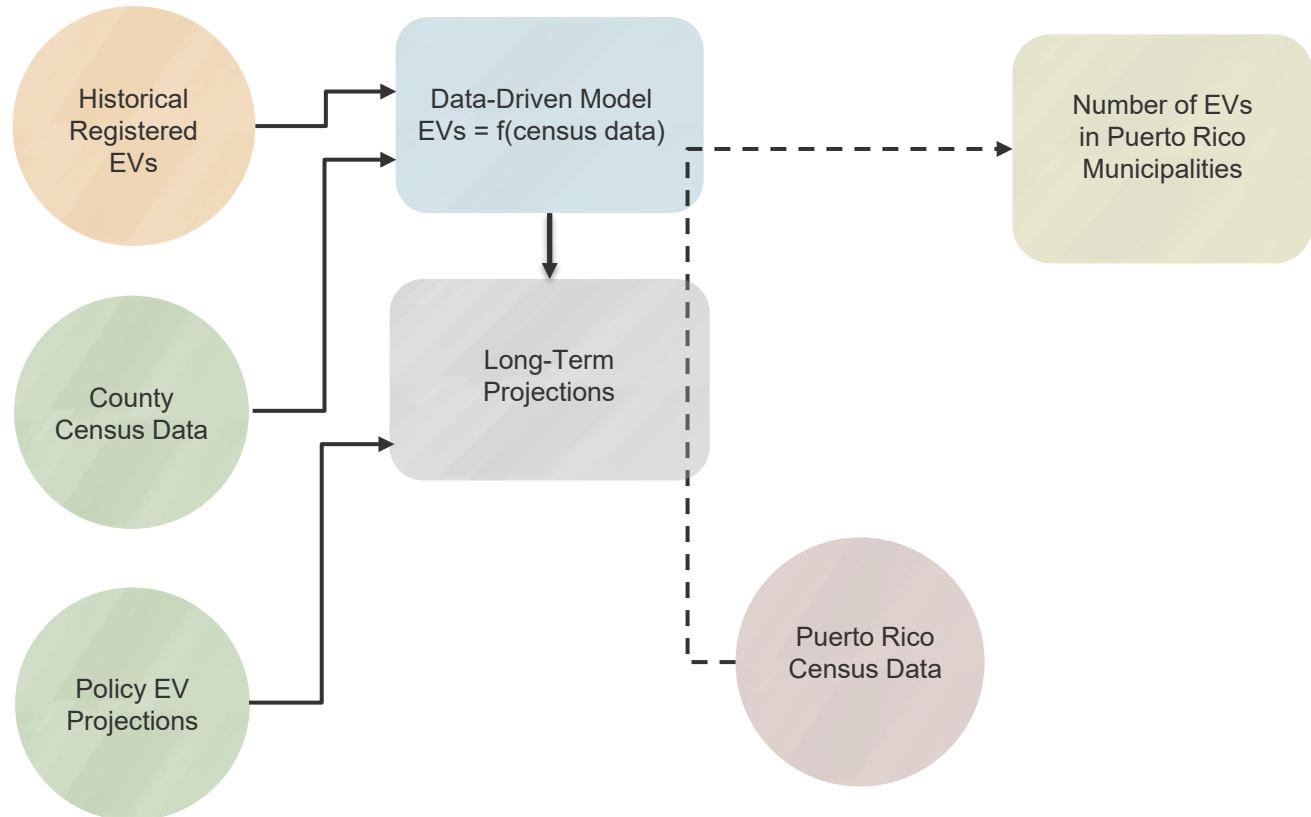 Historical
Registered
EVs
Data-Driven Model
EVs = f(census data)
Number of EVs
in Puerto Rico
Municipalities
County
Census Data
Long-Term
Projections
Policy EV
Projections
Puerto Rico
Census Data